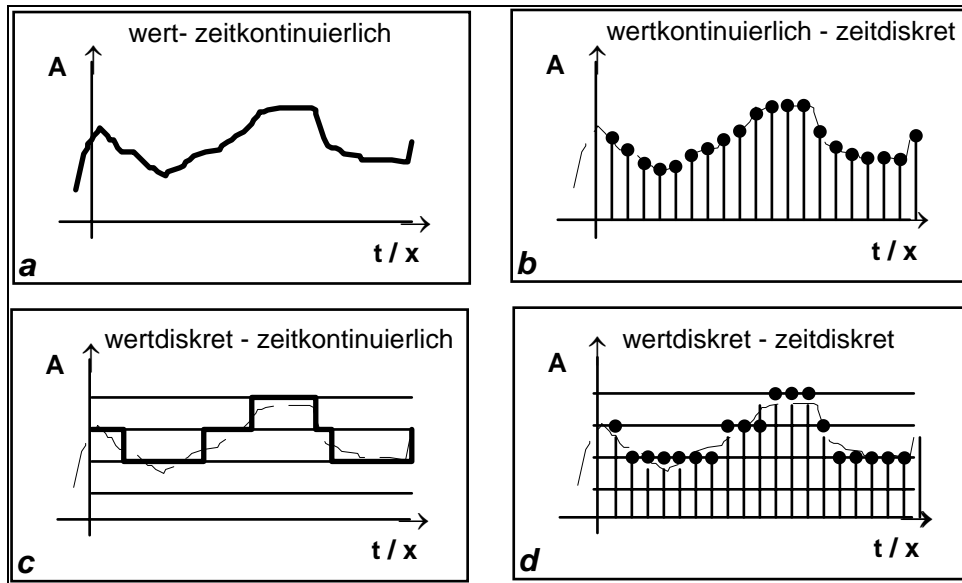 wert- zeitkontinuierlich
A
t / x
a
wertkontinuierlich - zeitdiskret
A
t / x
b
wertdiskret - zeitkontinuierlich
A
t / x
c
wertdiskret - zeitdiskret
A
t / x
d